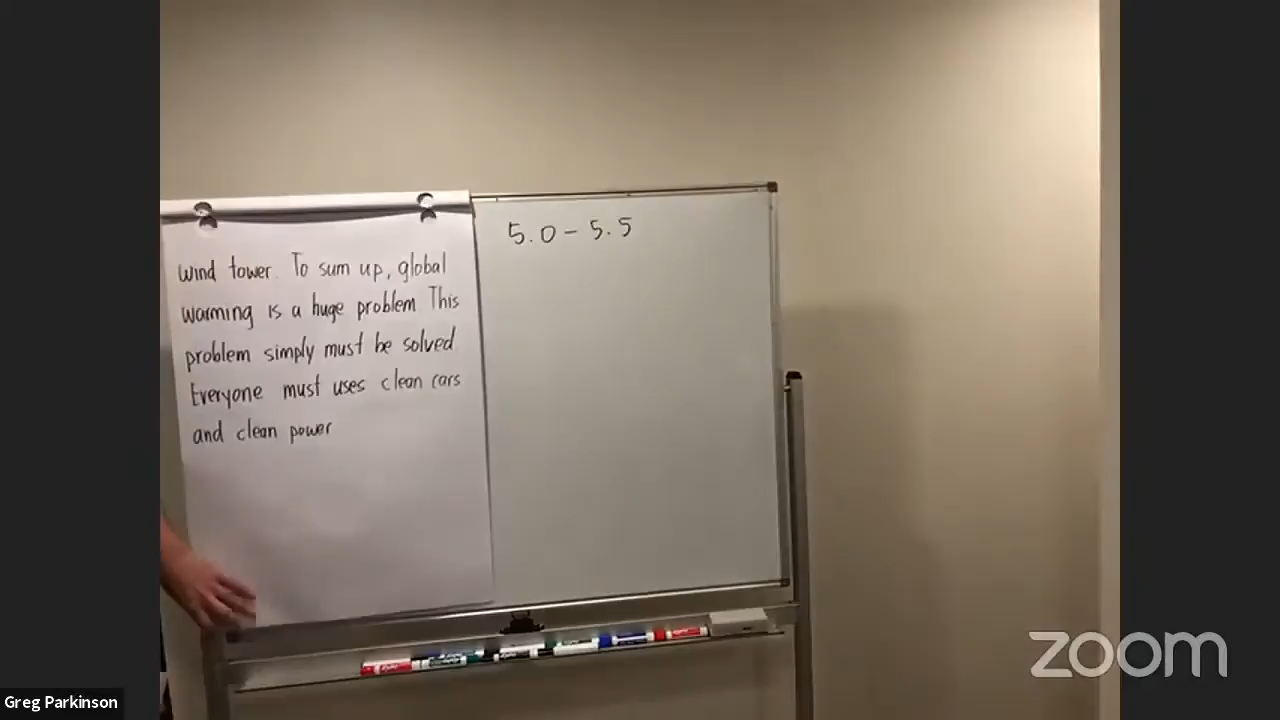 wind tower. To sum up, global
warming is a huge problem This
problem simply must be solved
Everyone must uses clean cars
and clean power
5.0 - 5.5
zoom
Greg Parkinson